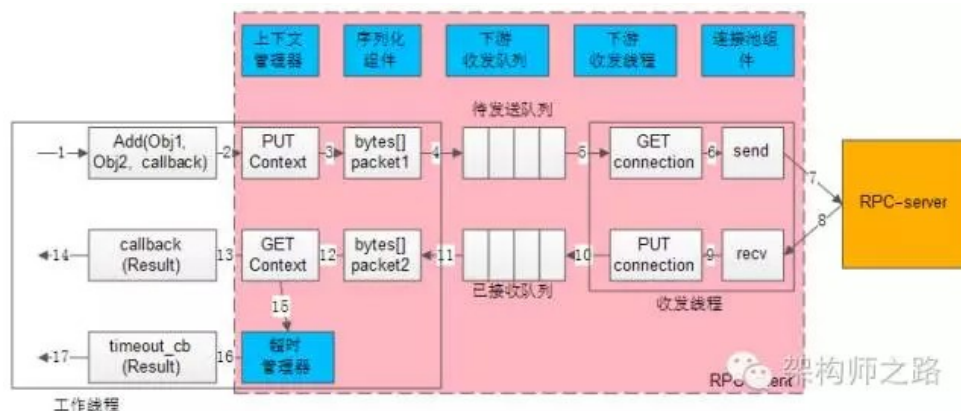 上下文
管理器
序列化
组件
下游
收发队列
下游
收发线程
连接池组
件
待发送队列
1
Add(Obj1,
Obj2, callback)
2
PUT
Context
3
bytes[]
packet1
4
5
GET
connection
6
send
7
RPC-server
8
14
callback
(Result)
13
GET
Context
12
bytes[]
packet2
11
10
PUT
connection
9
recv
已接收队列
收发线程
15
17
timeout_cb
(Result)
16
超时
管理器
架构师之路
工作线程